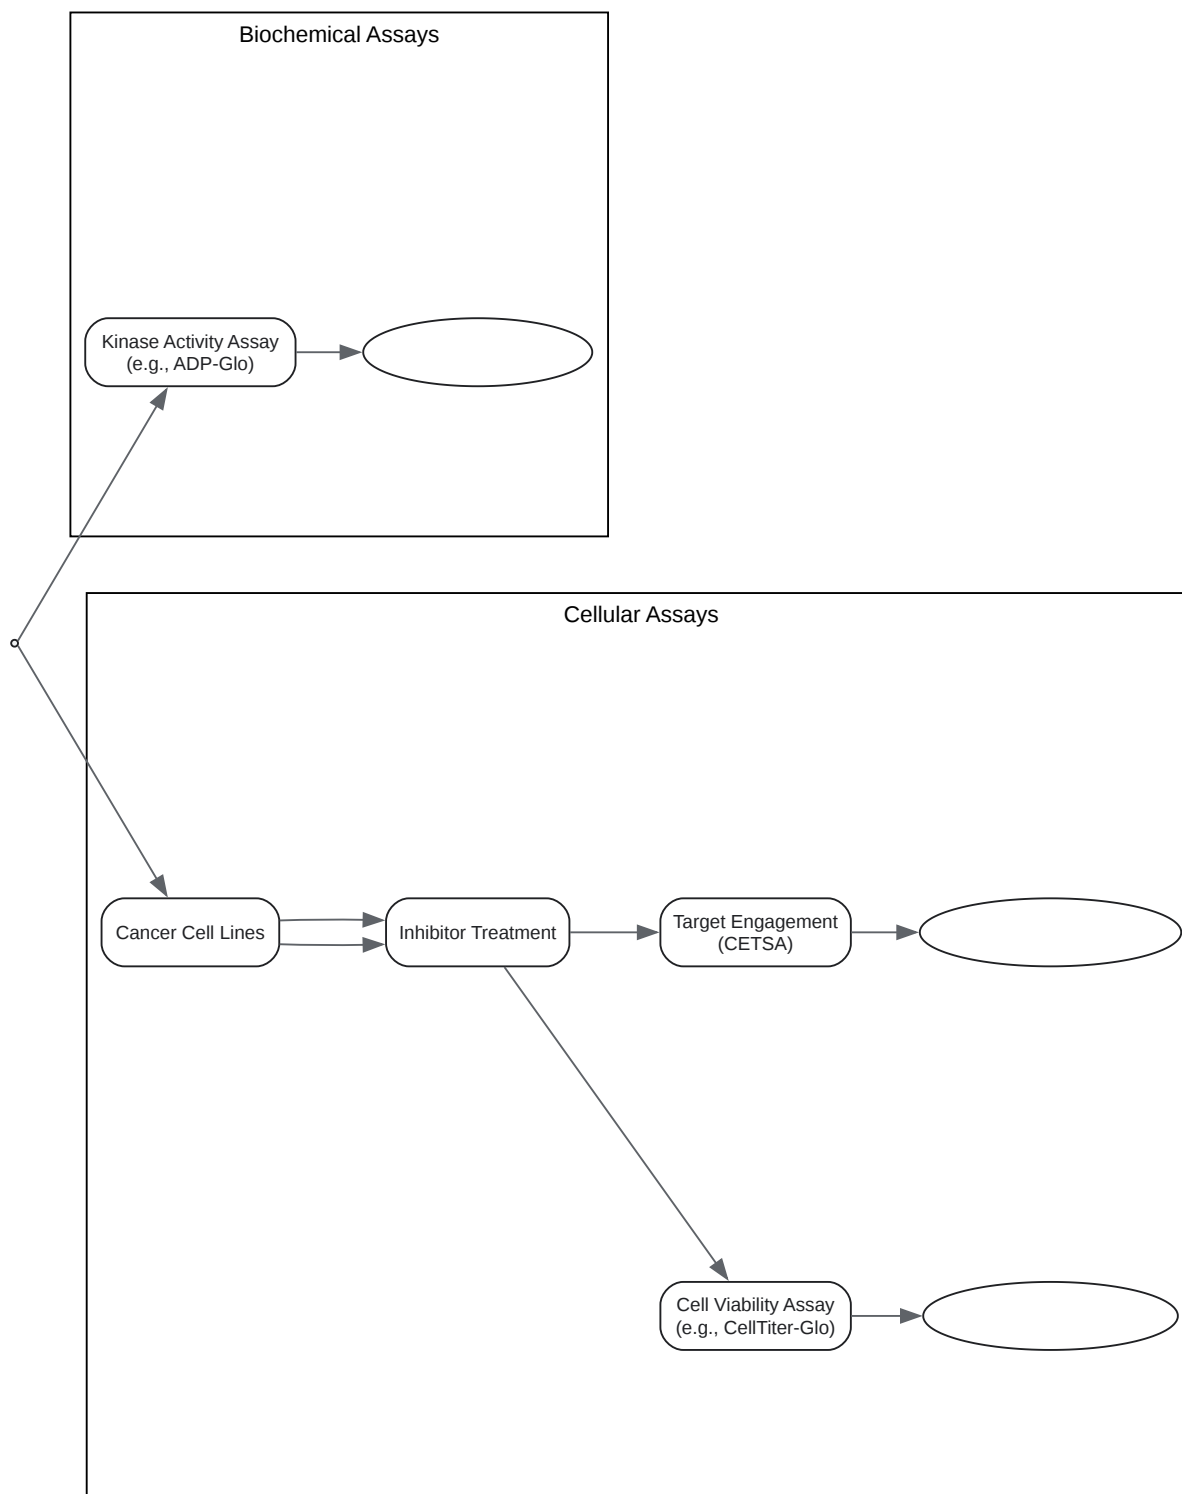 Biochemical Assays
Kinase Activity Assay
(e.g., ADP-Glo)
Cellular Assays
Cancer Cell Lines
Inhibitor Treatment
Target Engagement
(CETSA)
Cell Viability Assay
(e.g., CellTiter-Glo)